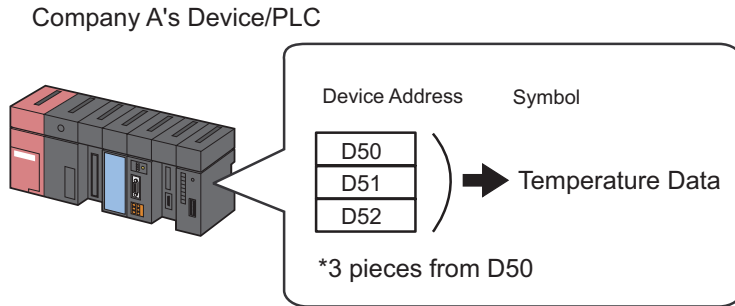 Company A's Device/PLC
Device Address Symbol
D50
D51
D52
Temperature Data
*3 pieces from D50